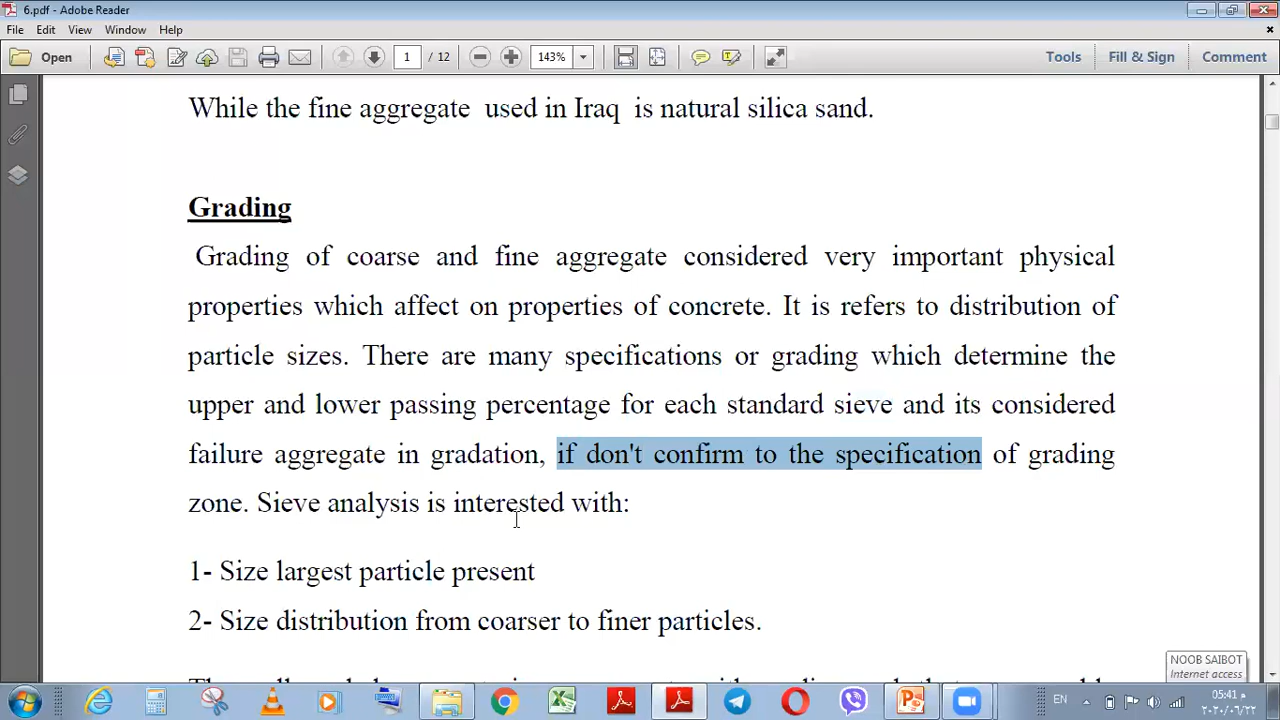 6.pdf - Adobe Reader
File Edit View Window Help
Open 1 / 12 143% Tools Fill & Sign Comment
While the fine aggregate used in Iraq is natural silica sand.
Grading
Grading of coarse and fine aggregate considered very important physical
properties which affect on properties of concrete. It is refers to distribution of
particle sizes. There are many specifications or grading which determine the
upper and lower passing percentage for each standard sieve and its considered
failure aggregate in gradation, if don't confirm to the specification of grading
zone. Sieve analysis is interested with:
1- Size largest particle present
2- Size distribution from coarser to finer particles.
NOOB SAIBOT
Internet access
EN
05:41 م
٢٠٢٠/٠٦/٢٢